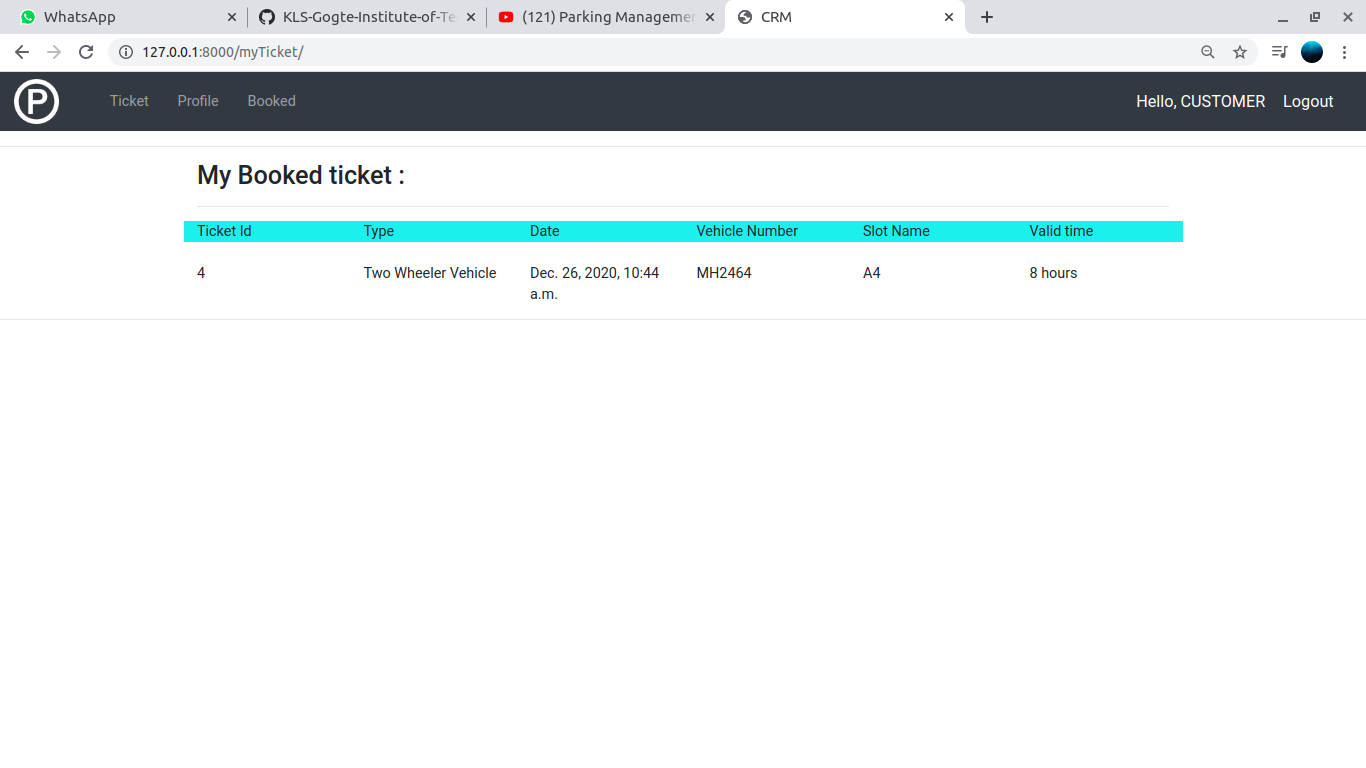 WhatsApp
KLS-Gogte-Institute-of-Te
(121) Parking Managemer
CRM
127.0.0.1:8000/myTicket/
P
Ticket Profile Booked Hello, CUSTOMER Logout
My Booked ticket :
Ticket Id Type Date Vehicle Number Slot Name Valid time
4 Two Wheeler Vehicle Dec. 26, 2020, 10:44 MH2464 A4 8 hours
a.m.